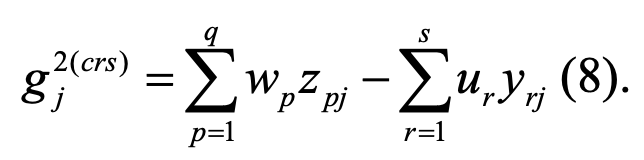 $g_j^{2(crs)} = \sum_{p=1}^{q} w_p z_{pj} - \sum_{r=1}^{s} u_r y_{rj}$ (8).